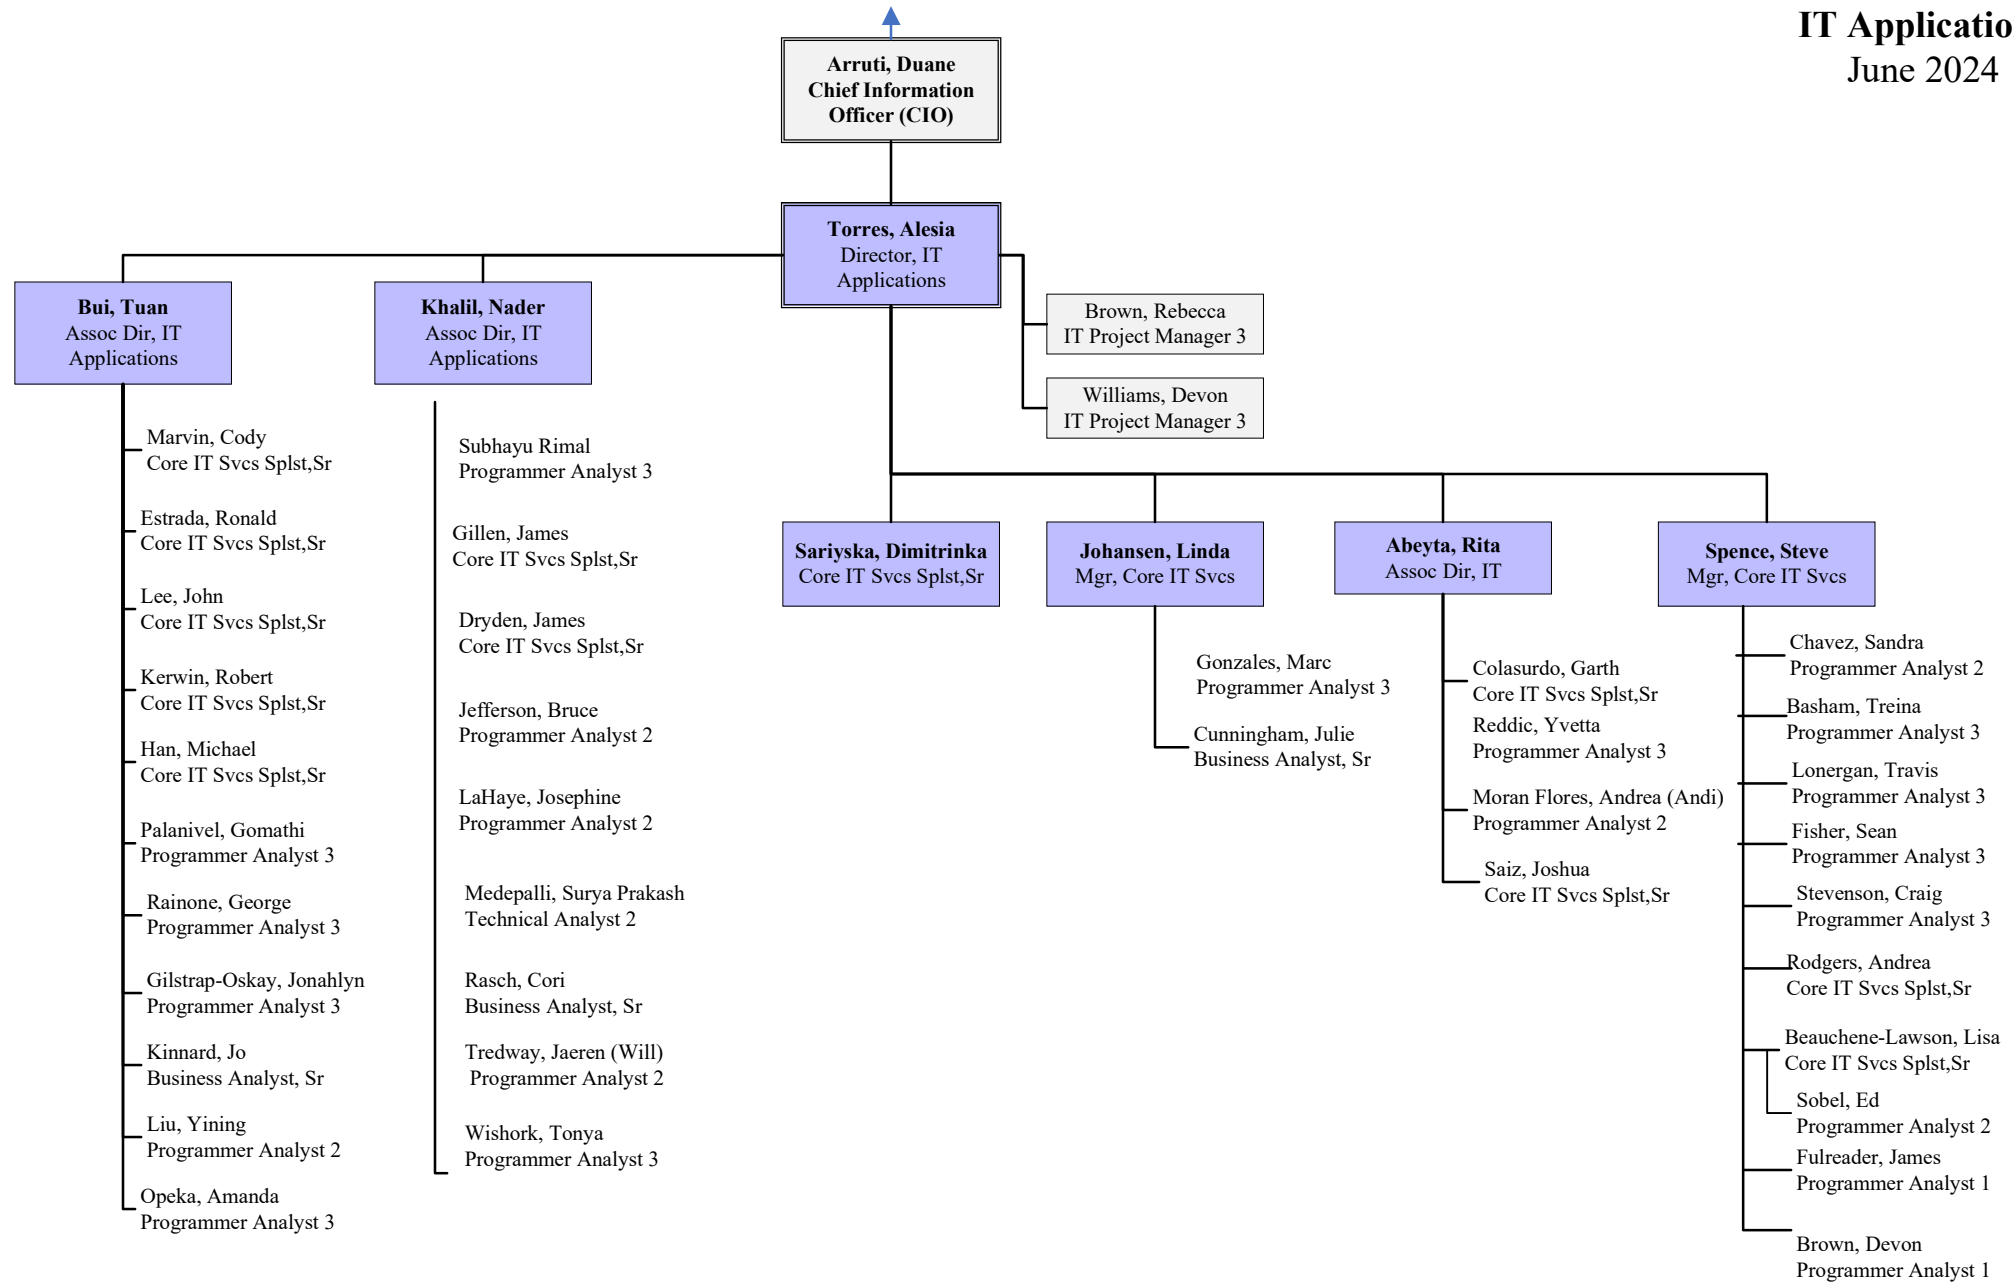 IT Applicatio
June 2024
Arruti, Duane
Chief Information
Officer (CIO)
Torres, Alesia
Director, IT
Applications
Brown, Rebecca
IT Project Manager 3
Williams, Devon
IT Project Manager 3
Bui, Tuan
Assoc Dir, IT
Applications
Marvin, Cody
Core IT Svcs Splst,Sr
Estrada, Ronald
Core IT Svcs Splst,Sr
Lee, John
Core IT Svcs Splst,Sr
Kerwin, Robert
Core IT Svcs Splst,Sr
Han, Michael
Core IT Svcs Splst,Sr
Palanivel, Gomathi
Programmer Analyst 3
Rainone, George
Programmer Analyst 3
Gilstrap-Oskay, Jonahlyn
Programmer Analyst 3
Kinnard, Jo
Business Analyst, Sr
Liu, Yining
Programmer Analyst 2
Opeka, Amanda
Programmer Analyst 3
Khalil, Nader
Assoc Dir, IT
Applications
Subhayu Rimal
Programmer Analyst 3
Gillen, James
Core IT Svcs Splst,Sr
Dryden, James
Core IT Svcs Splst,Sr
Jefferson, Bruce
Programmer Analyst 2
LaHaye, Josephine
Programmer Analyst 2
Medepalli, Surya Prakash
Technical Analyst 2
Rasch, Cori
Business Analyst, Sr
Tredway, Jaeren (Will)
Programmer Analyst 2
Wishork, Tonya
Programmer Analyst 3
Sariyska, Dimitrinka
Core IT Svcs Splst,Sr
Johansen, Linda
Mgr, Core IT Svcs
Gonzales, Marc
Programmer Analyst 3
Cunningham, Julie
Business Analyst, Sr
Abeyta, Rita
Assoc Dir, IT
Colasurdo, Garth
Core IT Svcs Splst,Sr
Reddic, Yvetta
Programmer Analyst 3
Moran Flores, Andrea (Andi)
Programmer Analyst 2
Saiz, Joshua
Core IT Svcs Splst,Sr
Spence, Steve
Mgr, Core IT Svcs
Chavez, Sandra
Programmer Analyst 2
Basham, Treina
Programmer Analyst 3
Lonergan, Travis
Programmer Analyst 3
Fisher, Sean
Programmer Analyst 3
Stevenson, Craig
Programmer Analyst 3
Rodgers, Andrea
Core IT Svcs Splst,Sr
Beauchene-Lawson, Lisa
Core IT Svcs Splst,Sr
Sobel, Ed
Programmer Analyst 2
Fulreader, James
Programmer Analyst 1
Brown, Devon
Programmer Analyst 1